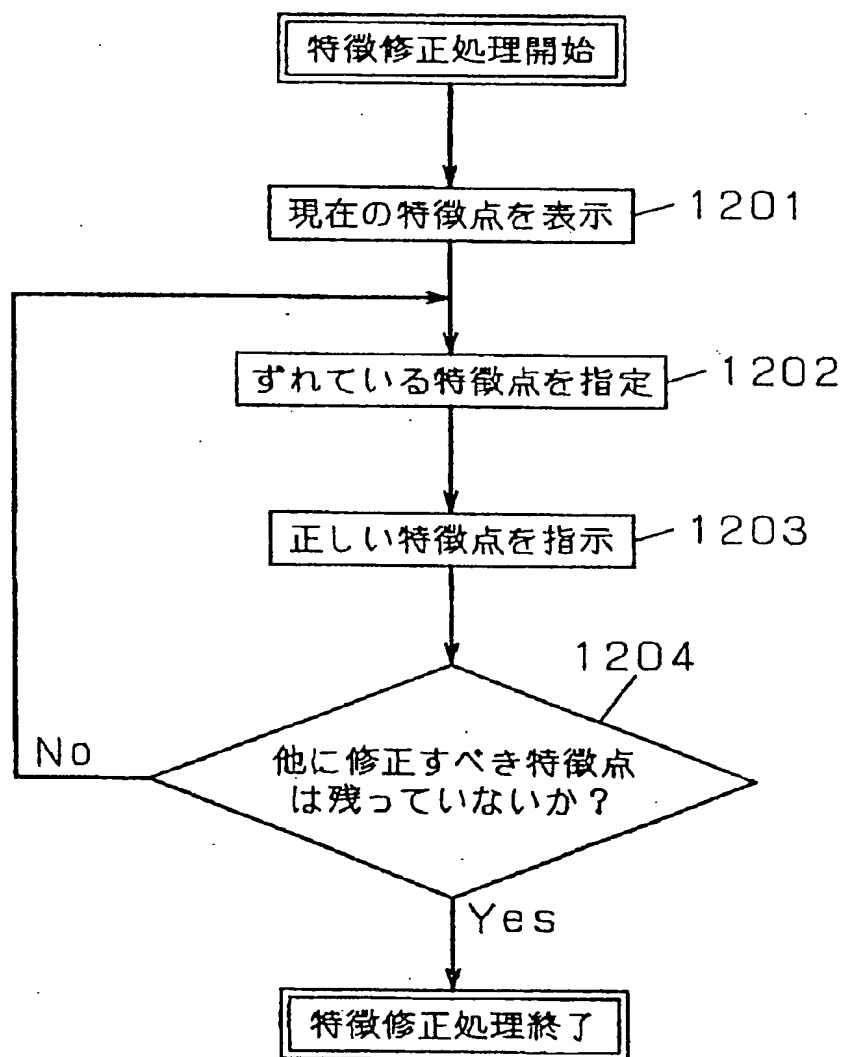 特徴修正処理開始
現在の特徴点を表示
1201
ずれている特徴点を指定
1202
正しい特徴点を指示
1203
1204
他に修正すべき特徴点
は残っていないか？
No
Yes
特徴修正処理終了